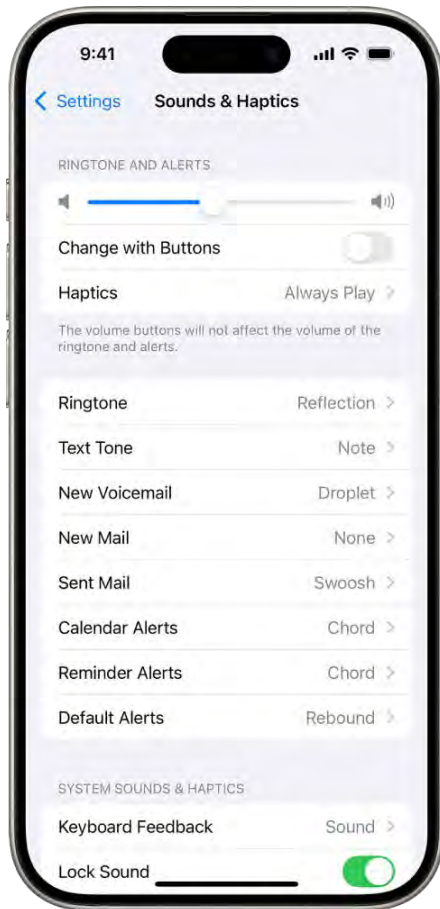 9:41
Settings
Sounds & Haptics
RINGTONE AND ALERTS
Change with Buttons
Haptics Always Play
The volume buttons will not affect the volume of the
ringtone and alerts.
Ringtone Reflection
Text Tone Note
New Voicemail Droplet
New Mail None
Sent Mail Swoosh
Calendar Alerts Chord
Reminder Alerts Chord
Default Alerts Rebound
SYSTEM SOUNDS & HAPTICS
Keyboard Feedback Sound
Lock Sound